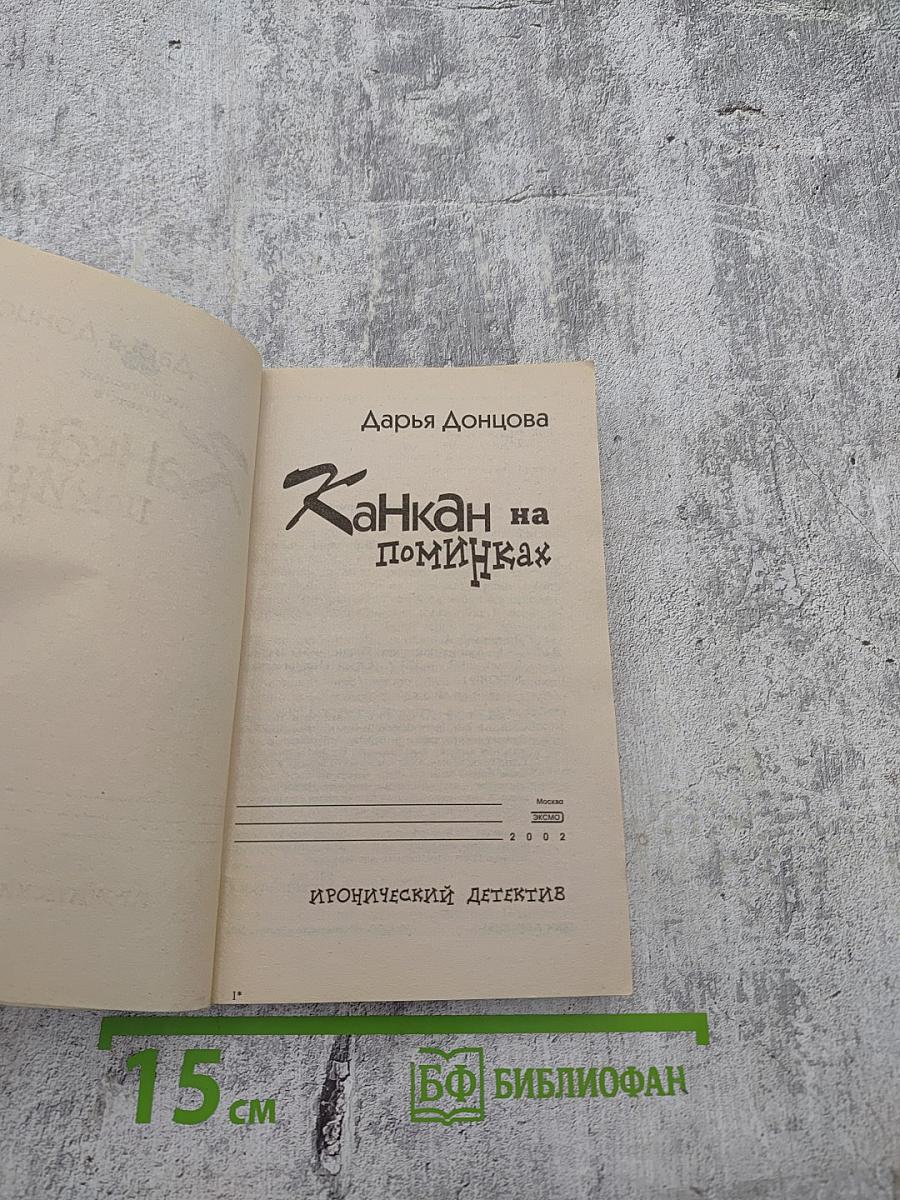 Дарья Донцова
Канкан на
поминках
Москва
ЭКСМО
2002
ИРОНИЧЕСКИЙ ДЕТЕКТИВ
1*
15 см
БФ БИБЛИОФАН